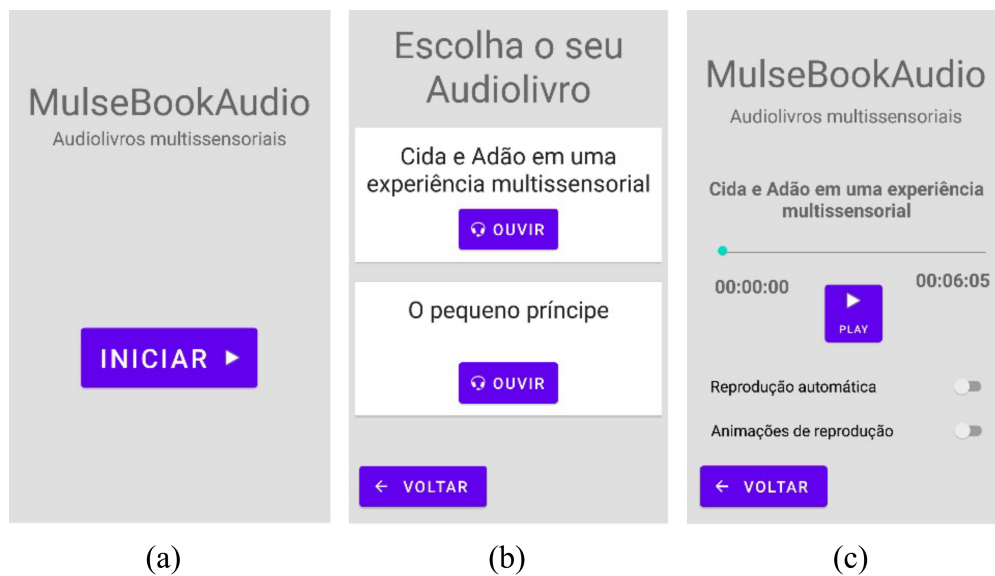 MulseBookAudio
Audiolivros multissensoriais
INICIAR
(a)
Escolha o seu
Audiolivro
Cida e Adão em uma
experiência multissensorial
OUVIR
O pequeno príncipe
OUVIR
VOLTAR
(b)
MulseBookAudio
Audiolivros multissensoriais
Cida e Adão em uma experiência
multissensorial
00:00:00
00:06:05
PLAY
Reprodução automática
Animações de reprodução
VOLTAR
(c)